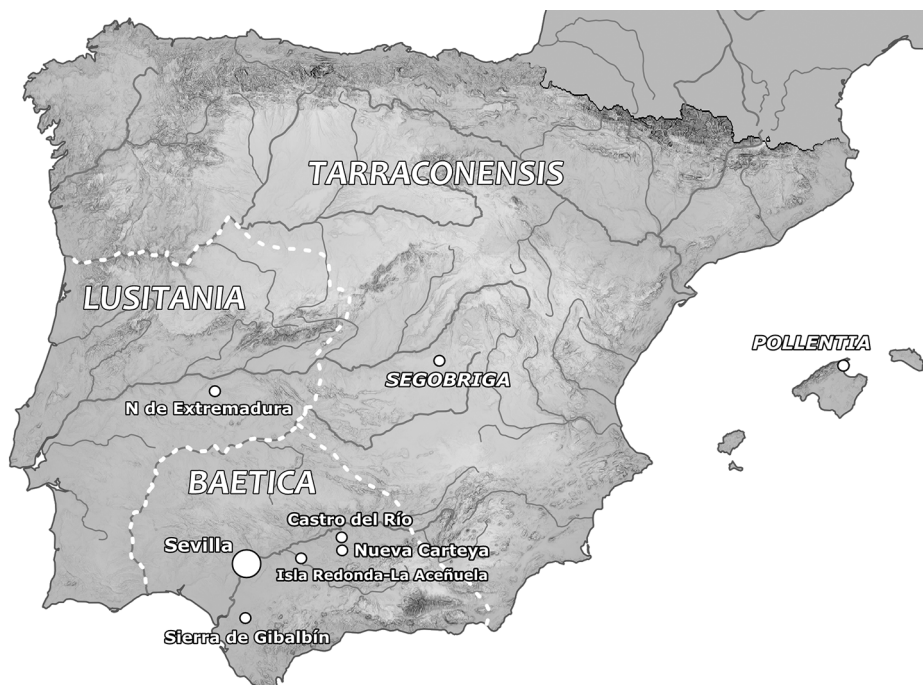 TARRACONENSIS
LUSITANIA
POLLENTIA
SEGOBRIGA
N de Extremadura
BAETICA
Castro del Río
Sevilla
Nueva Carteya
Isla Redonda-La Aceñuela
Sierra de Gibalbín